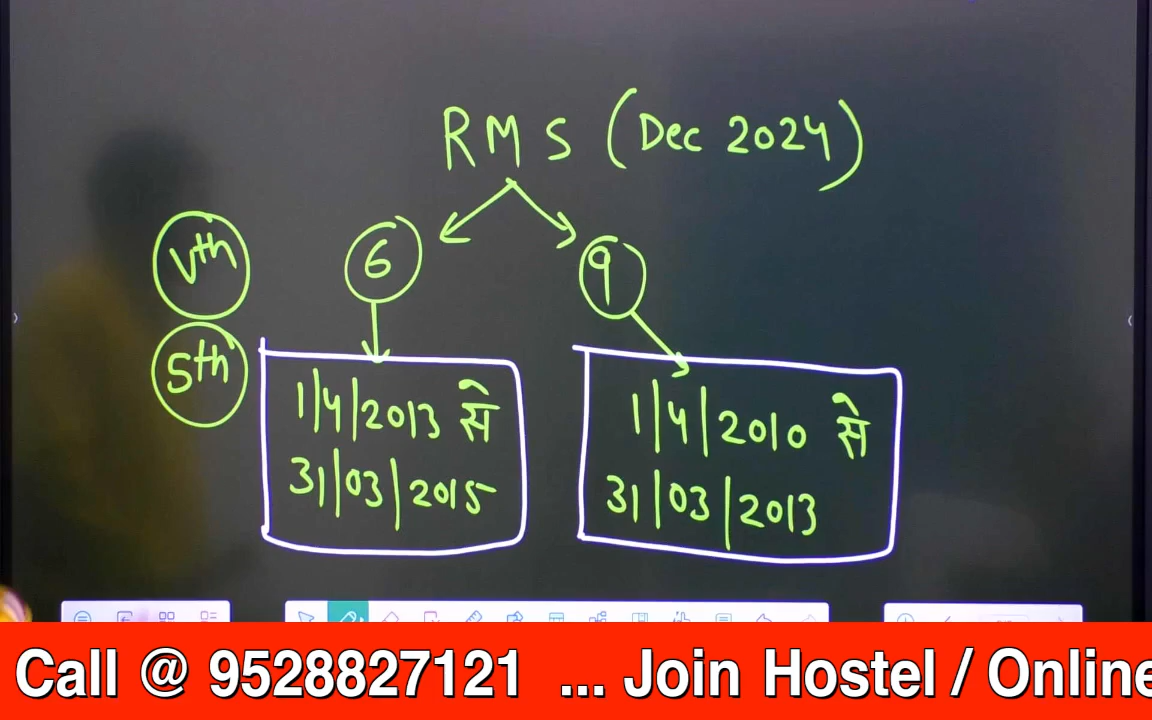 RMS (Dec 2024)
Vth
6
9
5th
1/4/2013 से
31/03/2015
1/4/2010 से
31/03/2013
Call @ 9528827121 ... Join Hostel / Online